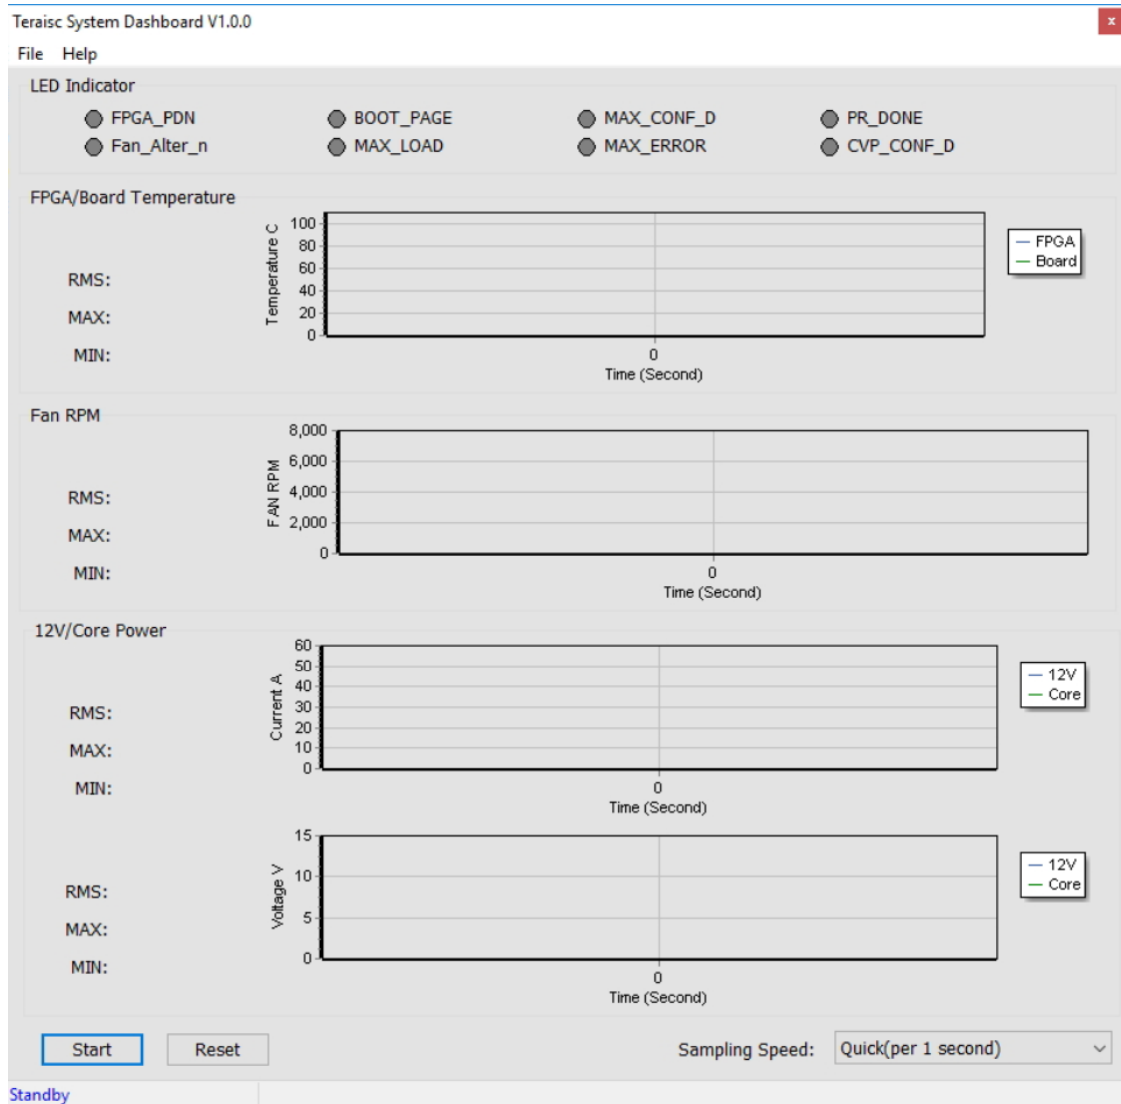 Teraisc System Dashboard V1.0.0
x
File Help
LED Indicator
FPGA_PDN BOOT_PAGE MAX_CONF_D PR_DONE
Fan_Alter_n MAX_LOAD MAX_ERROR CVP_CONF_D
FPGA/Board Temperature
RMS:
MAX:
MIN:
Temperature C
100
80
60
40
20
0
0
Time (Second)
FPGA
Board
Fan RPM
RMS:
MAX:
MIN:
FAN RPM
8,000
6,000
4,000
2,000
0
0
Time (Second)
12V/Core Power
RMS:
MAX:
MIN:
Current A
60
50
40
30
20
10
0
0
Time (Second)
12V
Core
RMS:
MAX:
MIN:
Voltage V
15
10
5
0
0
Time (Second)
12V
Core
Start Reset Sampling Speed: Quick(per 1 second)
Standby